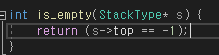 int is_empty(StackType* s) {
return (s->top == -1);